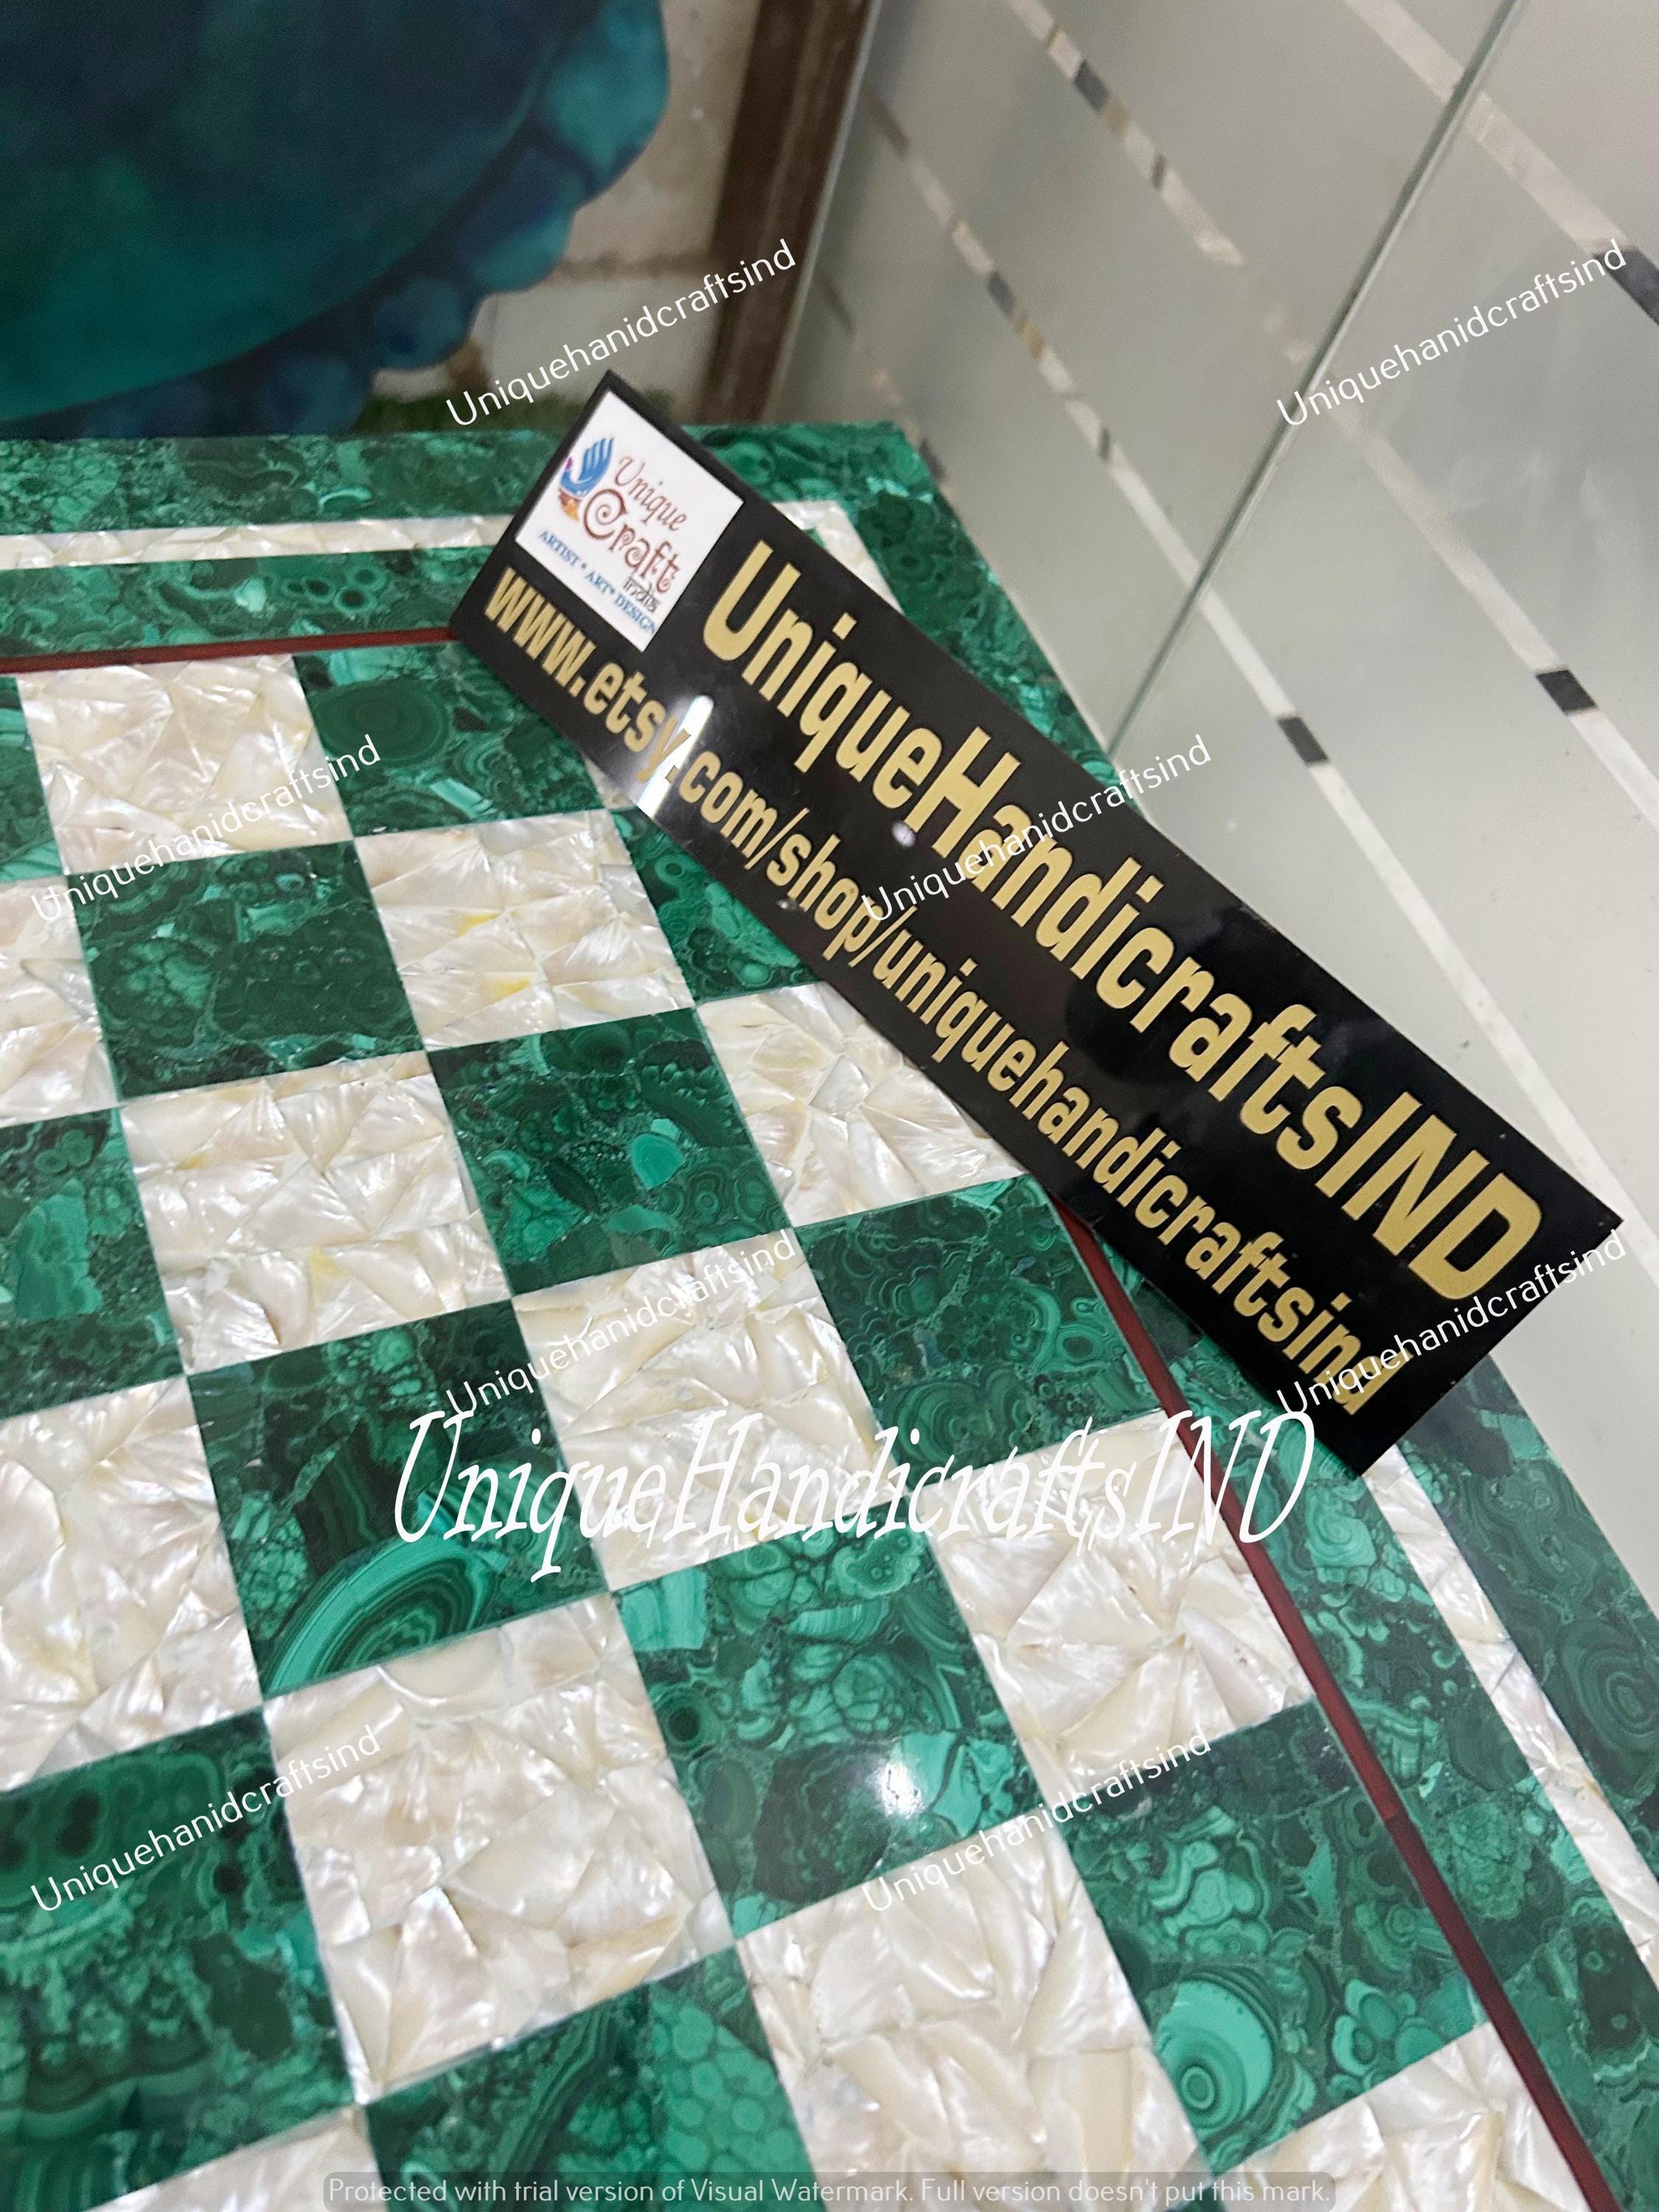 Uniquehanidcraftsind
Uniquehanidcraftsind
Unique
Craft
India
ARTIST * ART* DESIGN
UniqueHandicraftsIND
www.etsy.com/shop/uniquehandicraftsind
Uniquehanidcraftsind
Uniquehanidcraftsind
Uniquehanidcraftsind
Uniquehanidcraftsind
UniqueHandicraftsIND
Uniquehanidcraftsind
Uniquehanidcraftsind
Protected with trial version of Visual Watermark. Full version doesn't put this mark.